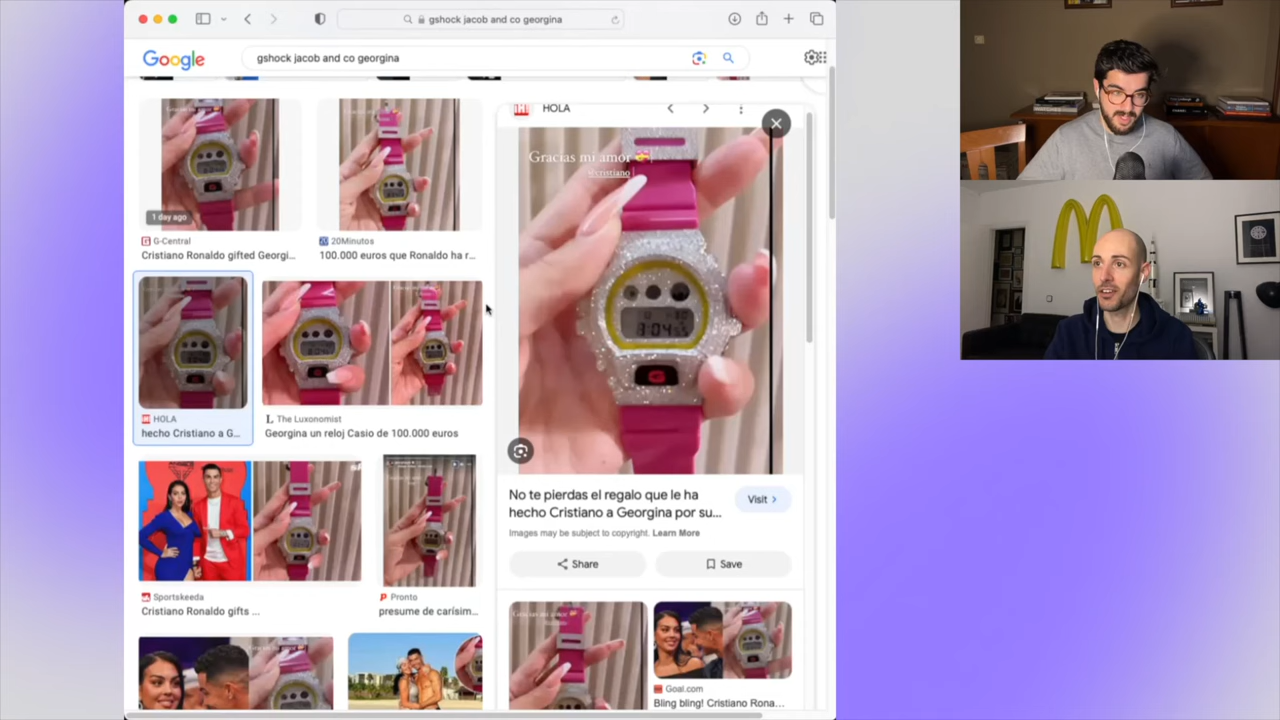 gshock jacob and co georgina
Google
gshock jacob and co georgina
HOLA
Gracias mi amor
@cristiano
8:04
G
1 day ago
G-Central
Cristiano Ronaldo gifted Georgi...
20Minutos
100.000 euros que Ronaldo ha r...
HOLA
hecho Cristiano a G...
L The Luxonomist
Georgina un reloj Casio de 100.000 euros
No te pierdas el regalo que le ha
hecho Cristiano a Georgina por su...
Visit >
Images may be subject to copyright. Learn More
Share
Save
Sportskeeda
Cristiano Ronaldo gifts ...
Pronto
presume de carísim...
Goal.com
Bling bling! Cristiano Rona...